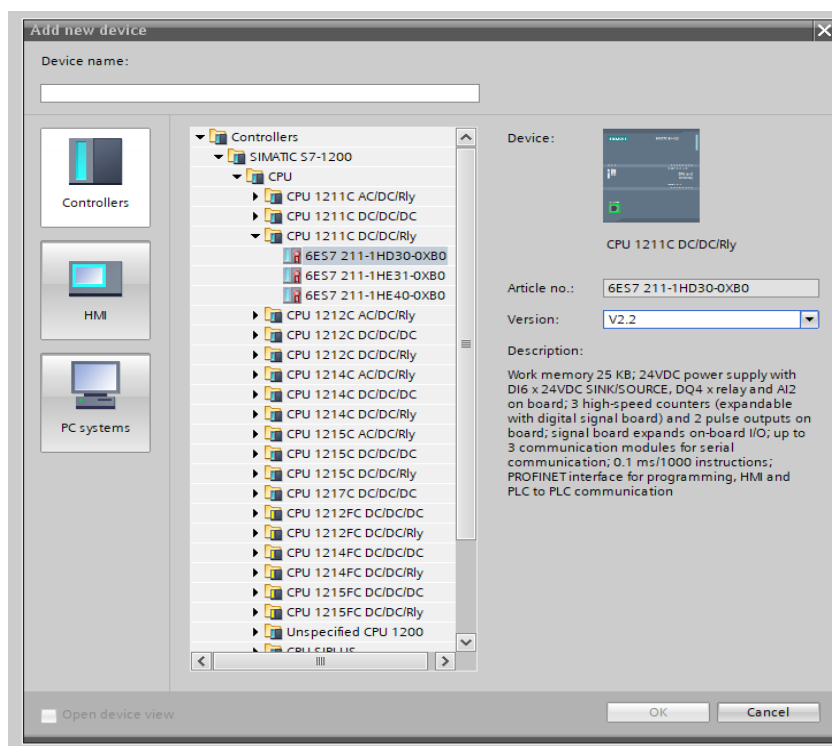 Add new device
Device name:
Controllers
HMI
PC systems
Controllers
SIMATIC S7-1200
CPU
CPU 1211C AC/DC/Rly
CPU 1211C DC/DC/DC
CPU 1211C DC/DC/Rly
6ES7 211-1HD30-0XB0
6ES7 211-1HE31-0XB0
6ES7 211-1HE40-0XB0
CPU 1212C AC/DC/Rly
CPU 1212C DC/DC/DC
CPU 1212C DC/DC/Rly
CPU 1214C AC/DC/Rly
CPU 1214C DC/DC/DC
CPU 1214C DC/DC/Rly
CPU 1215C AC/DC/Rly
CPU 1215C DC/DC/DC
CPU 1215C DC/DC/Rly
CPU 1217C DC/DC/DC
CPU 1212FC DC/DC/DC
CPU 1212FC DC/DC/Rly
CPU 1214FC DC/DC/DC
CPU 1214FC DC/DC/Rly
CPU 1215FC DC/DC/DC
CPU 1215FC DC/DC/Rly
Unspecified CPU 1200
CPU SIPLUS
Device:
CPU 1211C DC/DC/Rly
Article no.: 6ES7 211-1HD30-0XB0
Version: V2.2
Description:
Work memory 25 KB; 24VDC power supply with
DI6 x 24VDC SINK/SOURCE, DQ4 x relay and AI2
on board; 3 high-speed counters (expandable
with digital signal board) and 2 pulse outputs on
board; signal board expands on-board I/O; up to
3 communication modules for serial
communication; 0.1 ms/1000 instructions;
PROFINET interface for programming, HMI and
PLC to PLC communication
Open device view
OK
Cancel